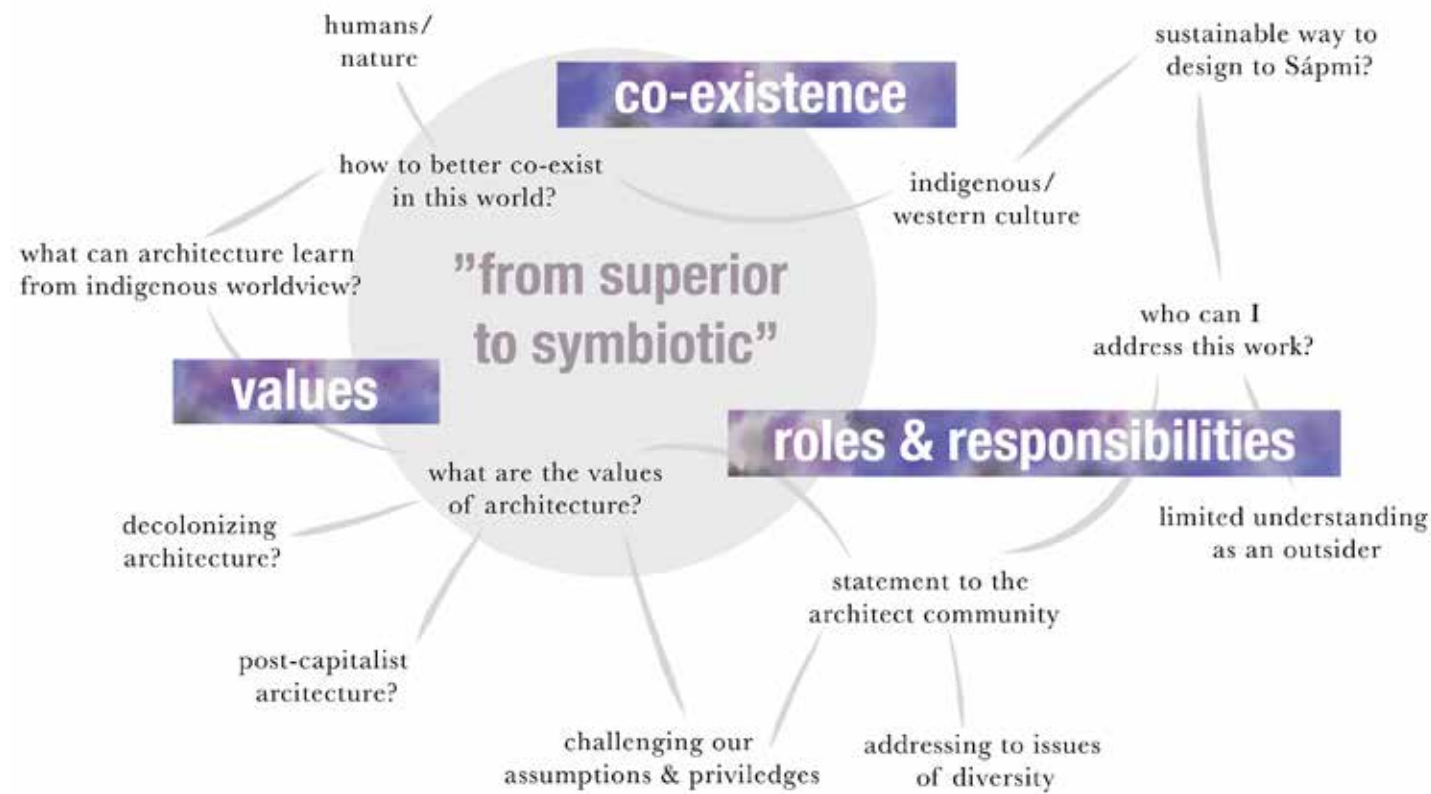 humans/
nature
co-existence
sustainable way to
design to Sápmi?
how to better co-exist
in this world?
indigenous/
western culture
what can architecture learn
from indigenous worldview?
”from superior
to symbiotic”
who can I
address this work?
values
roles & responsibilities
what are the values
of architecture?
decolonizing
architecture?
limited understanding
as an outsider
statement to the
architect community
post-capitalist
arcitecture?
challenging our
assumptions & priviledges
addressing to issues
of diversity